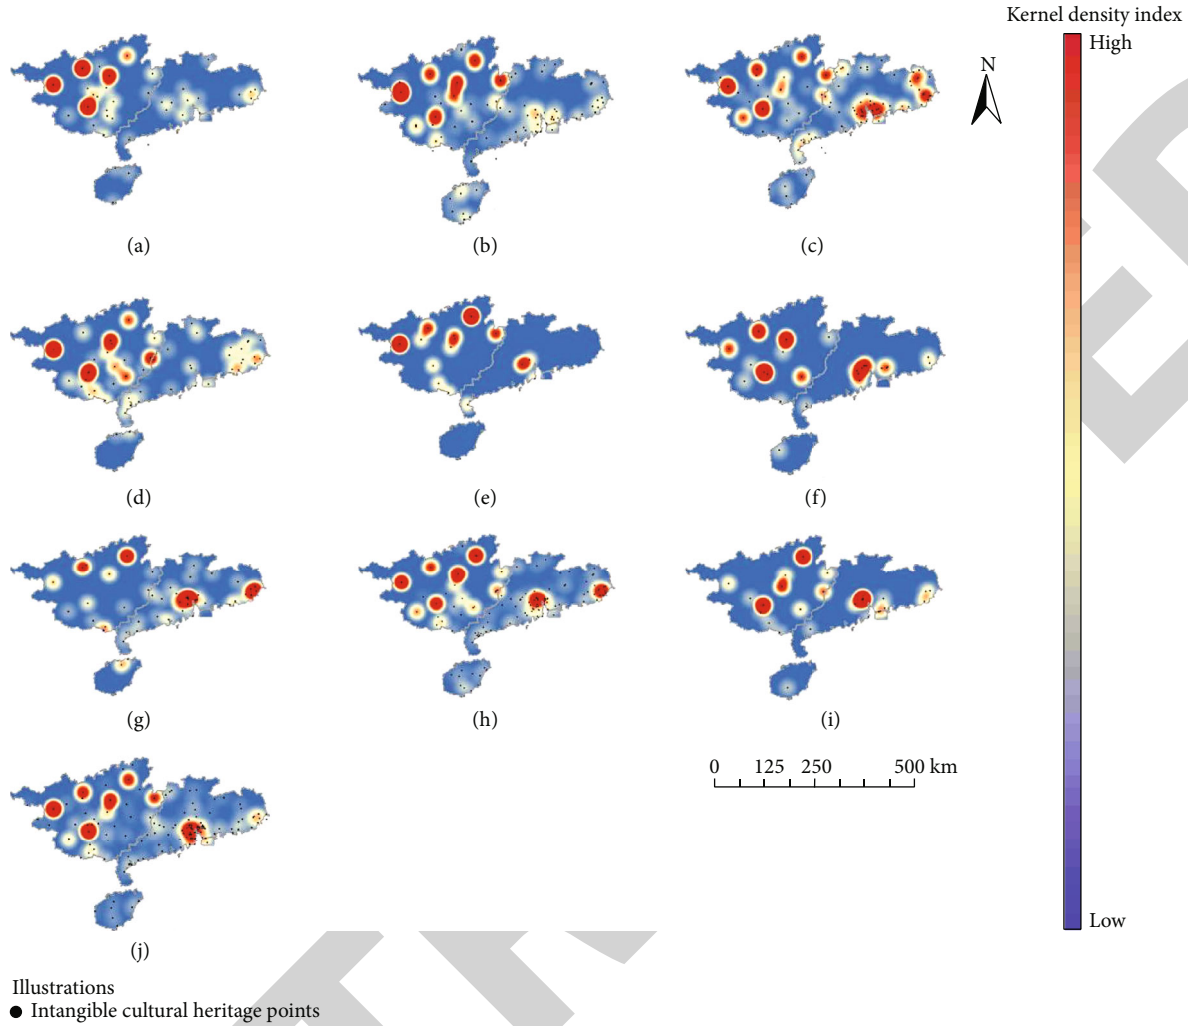 Kernel density index
High
N
(a)
(b)
(c)
(d)
(e)
(f)
(g)
(h)
(i)
0 125 250 500 km
Low
(j)
Illustrations
Intangible cultural heritage points